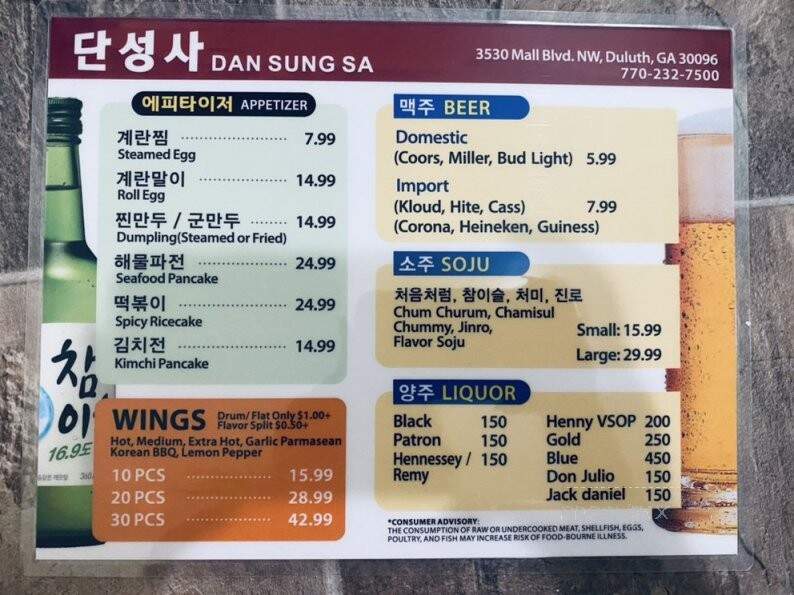 단성사 DAN SUNG SA
3530 Mall Blvd. NW, Duluth, GA 30096
770-232-7500
에피타이저 APPETIZER
계란찜 7.99
Steamed Egg
계란말이 14.99
Roll Egg
찐만두 / 군만두 14.99
Dumpling(Steamed or Fried)
해물파전 24.99
Seafood Pancake
떡볶이 24.99
Spicy Ricecake
김치전 14.99
Kimchi Pancake
WINGS Drum/ Flat Only $1.00+
Flavor Split $0.50+
Hot, Medium, Extra Hot, Garlic Parmasean
Korean BBQ, Lemon Pepper
10 PCS 15.99
20 PCS 28.99
30 PCS 42.99
맥주 BEER
Domestic
(Coors, Miller, Bud Light) 5.99
Import
(Kloud, Hite, Cass) 7.99
(Corona, Heineken, Guiness)
소주 SOJU
처음처럼, 참이슬, 처미, 진로
Chum Churum, Chamisul
Chummy, Jinro,
Flavor Soju
Small: 15.99
Large: 29.99
양주 LIQUOR
Black 150
Patron 150
Hennessey / 150
Remy
Henny VSOP 200
Gold 250
Blue 450
Don Julio 150
Jack daniel 150
*CONSUMER ADVISORY:
THE CONSUMPTION OF RAW OR UNDERCOOKED MEAT, SHELLFISH, EGGS,
POULTRY, AND FISH MAY INCREASE RISK OF FOOD-BOURNE ILLNESS.
참
이
16.9도